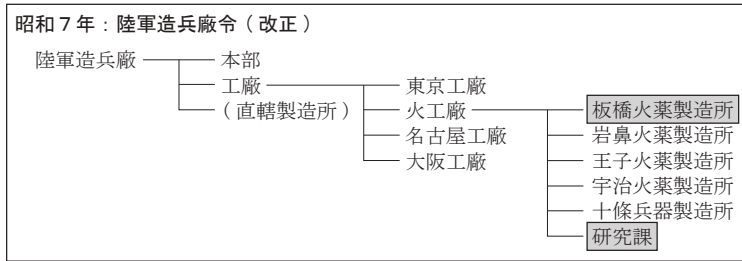 昭和７年：陸軍造兵廠令（改正）
陸軍造兵廠
本部
工廠
（直轄製造所）
東京工廠
火工廠
名古屋工廠
大阪工廠
板橋火薬製造所
岩鼻火薬製造所
王子火薬製造所
宇治火薬製造所
十條兵器製造所
研究課